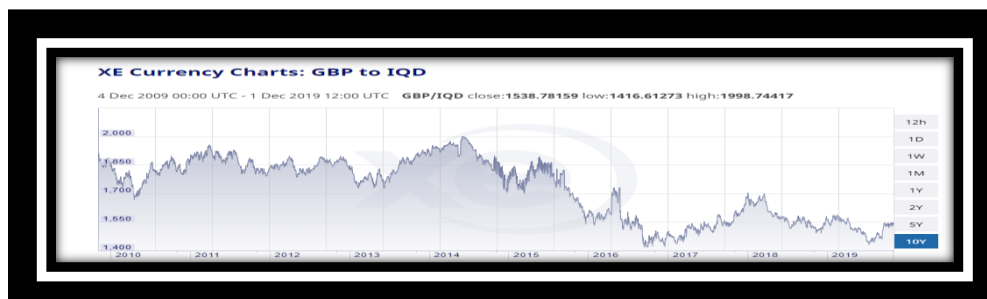 XE Currency Charts: GBP to IQD
4 Dec 2009 00:00 UTC - 1 Dec 2019 12:00 UTC GBP/IQD close:1538.78159 low:1416.61273 high:1998.74417
12h
1D
1W
1M
1Y
2Y
5Y
10Y
2,000
1,850
1,700
1,550
1,400
2010 2011 2012 2013 2014 2015 2016 2017 2018 2019
XE